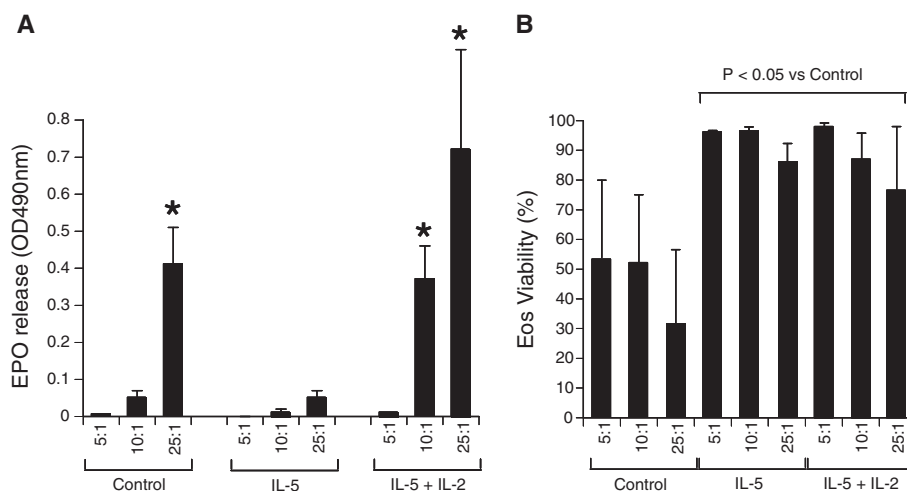 A
EPO release (OD490nm)
0.8
0.7
0.6
0.5
0.4
0.3
0.2
0.1
0
*
*
*
5:1 10:1 25:1 5:1 10:1 25:1 5:1 10:1 25:1
Control IL-5 IL-5 + IL-2
B
P < 0.05 vs Control
Eos Viability (%)
100
90
80
70
60
50
40
30
20
10
0
5:1 10:1 25:1 5:1 10:1 25:1 5:1 10:1 25:1
Control IL-5 IL-5 + IL-2